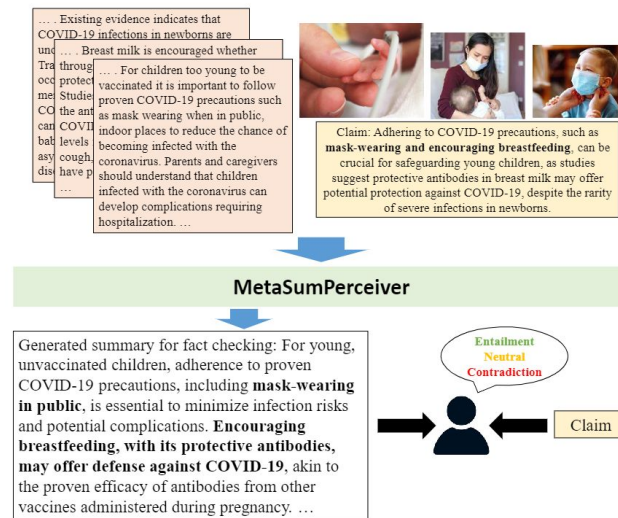 ... . Existing evidence indicates that
COVID-19 infections in newborns are
... . Breast milk is encouraged whether
Studies
COVID
levels
cough,
...
... . For children too young to be
vaccinated it is important to follow
proven COVID-19 precautions such
as mask wearing when in public,
indoor places to reduce the chance of
becoming infected with the
coronavirus. Parents and caregivers
should understand that children
infected with the coronavirus can
develop complications requiring
hospitalization. ...
Claim: Adhering to COVID-19 precautions, such as
mask-wearing and encouraging breastfeeding, can be
crucial for safeguarding young children, as studies
suggest protective antibodies in breast milk may offer
potential protection against COVID-19, despite the rarity
of severe infections in newborns.
MetaSumPerceiver
Generated summary for fact checking: For young,
unvaccinated children, adherence to proven
COVID-19 precautions, including mask-wearing
in public, is essential to minimize infection risks
and potential complications. Encouraging
breastfeeding, with its protective antibodies,
may offer defense against COVID-19, akin to
the proven efficacy of antibodies from other
vaccines administered during pregnancy. ...
Entailment
Neutral
Contradiction
Claim